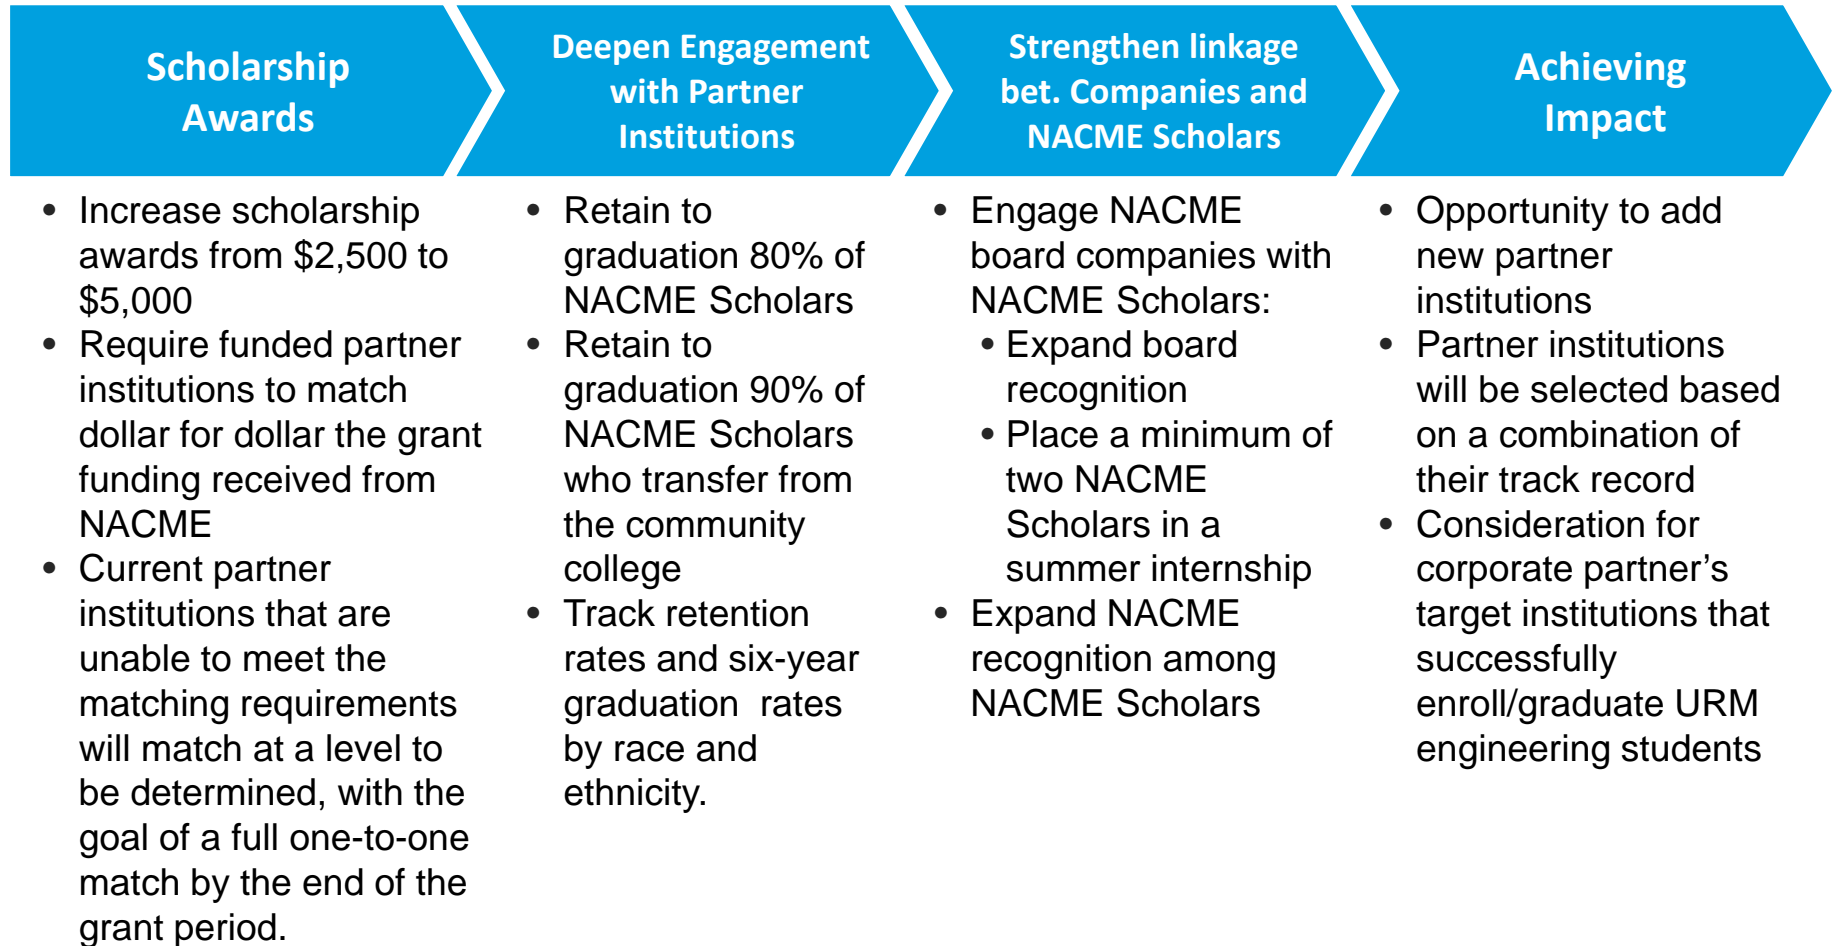 Scholarship
Awards
Deepen Engagement
with Partner
Institutions
Strengthen linkage
bet. Companies and
NACME Scholars
Achieving
Impact
• Increase scholarship
awards from $2,500 to
$5,000
• Require funded partner
institutions to match
dollar for dollar the grant
funding received from
NACME
• Current partner
institutions that are
unable to meet the
matching requirements
will match at a level to
be determined, with the
goal of a full one-to-one
match by the end of the
grant period.
• Retain to
graduation 80% of
NACME Scholars
• Retain to
graduation 90% of
NACME Scholars
who transfer from
the community
college
• Track retention
rates and six-year
graduation  rates
by race and
ethnicity.
• Engage NACME
board companies with
NACME Scholars:
• Expand board
recognition
• Place a minimum of
two NACME
Scholars in a
summer internship
• Expand NACME
recognition among
NACME Scholars
• Opportunity to add
new partner
institutions
• Partner institutions
will be selected based
on a combination of
their track record
• Consideration for
corporate partner’s
target institutions that
successfully
enroll/graduate URM
engineering students